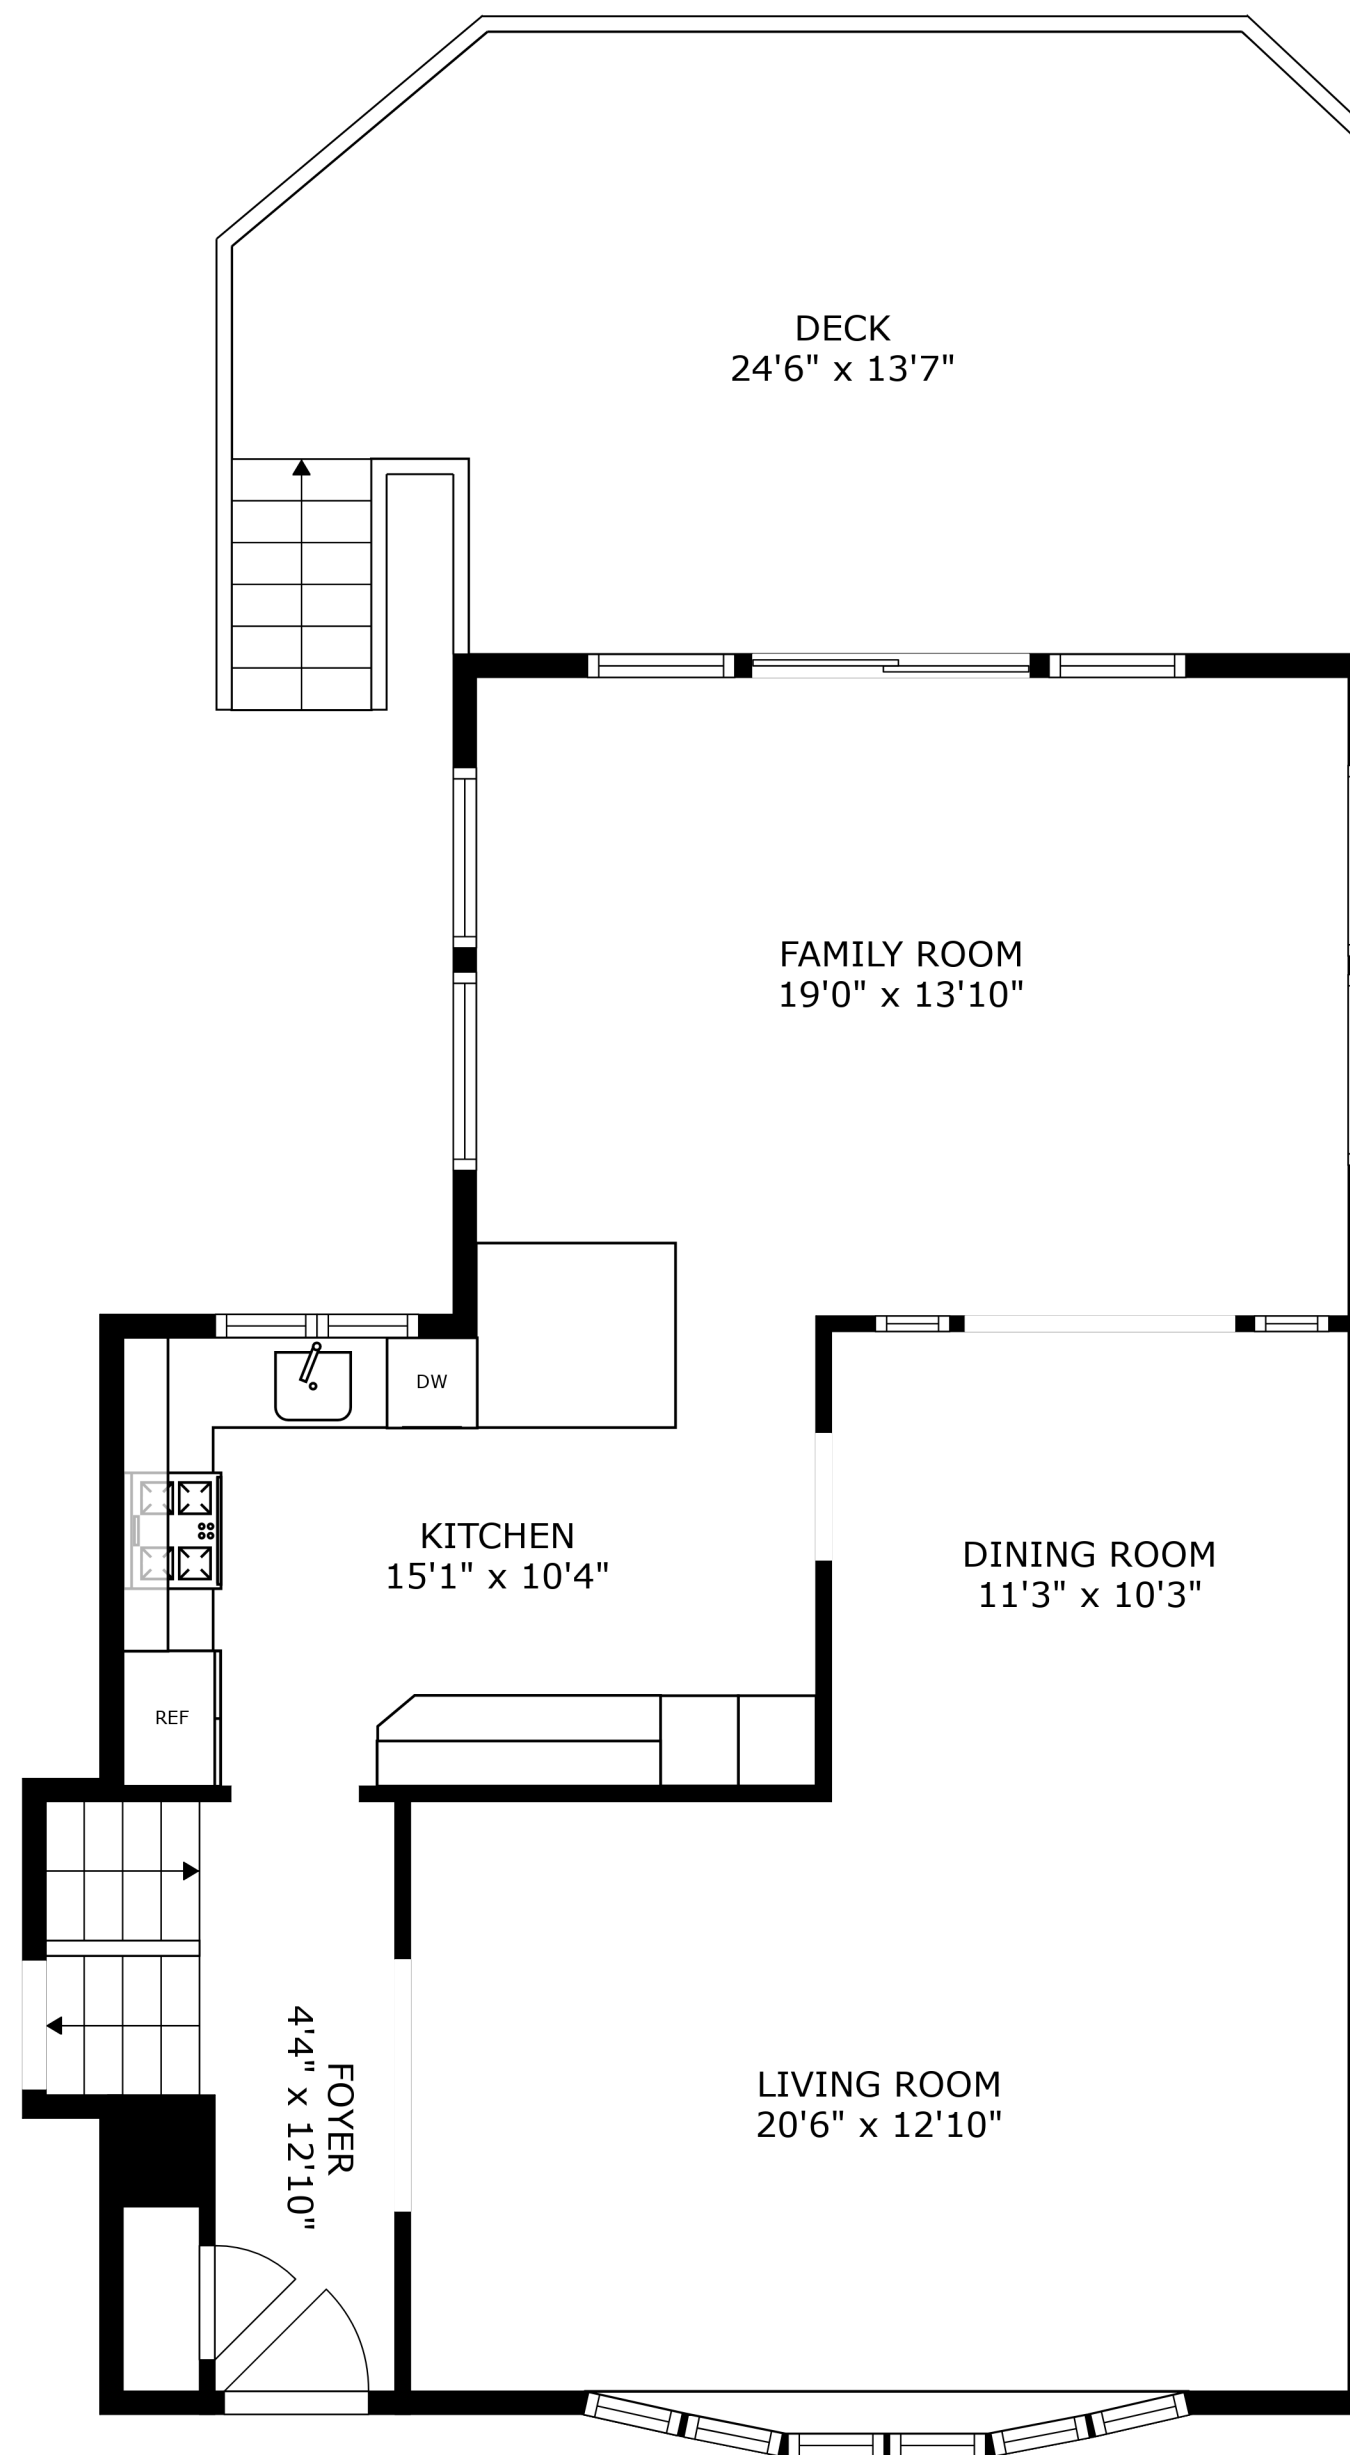 DECK
24'6" x 13'7"
FAMILY ROOM
19'0" x 13'10"
DW
KITCHEN
15'1" x 10'4"
DINING ROOM
11'3" x 10'3"
REF
FOYER
4'4" x 12'10"
LIVING ROOM
20'6" x 12'10"